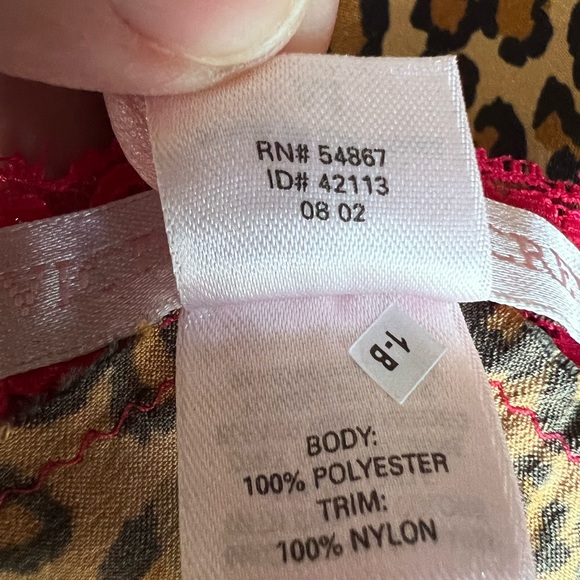 RN# 54867
ID# 42113
08 02
1-B
BODY:
100% POLYESTER
TRIM:
100% NYLON